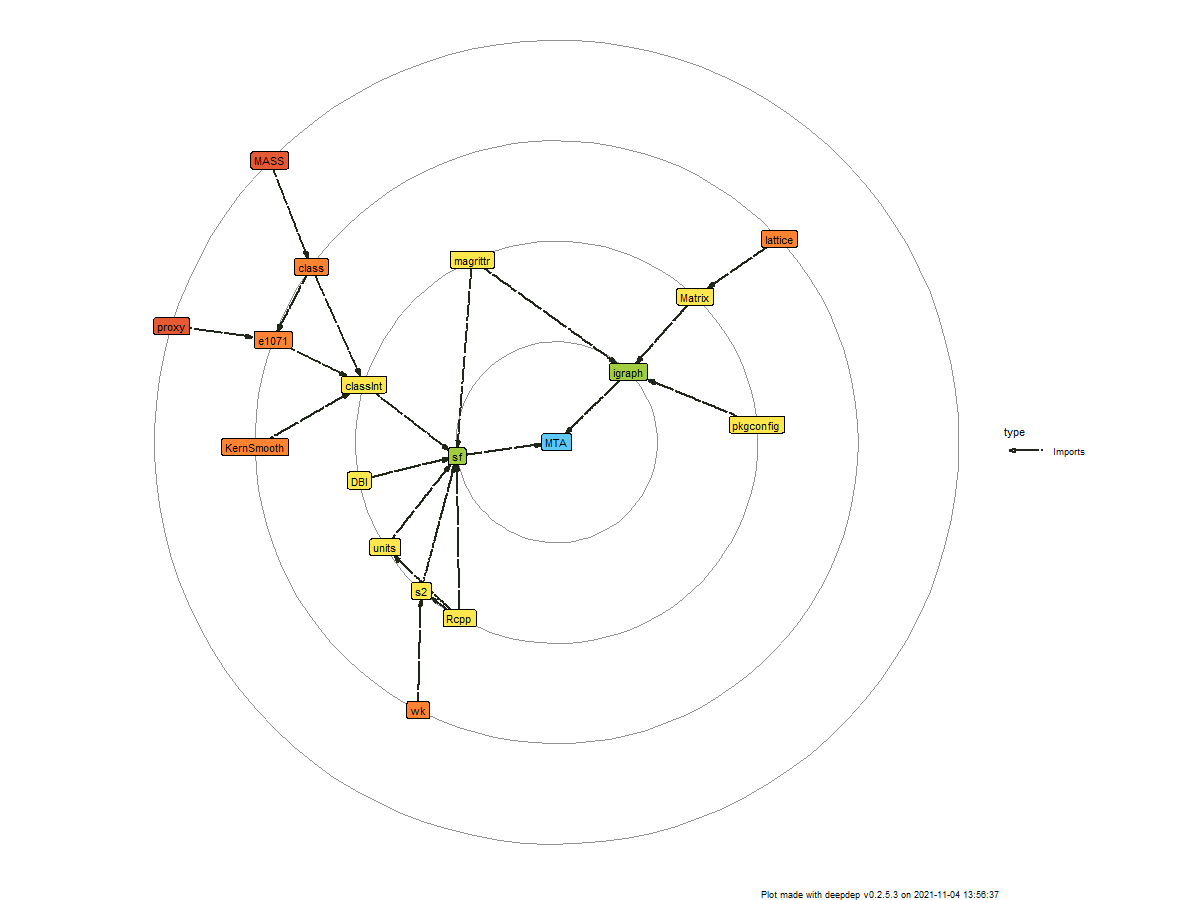 MASS
lattice
magrittr
class
Matrix
proxy
e1071
igraph
classInt
pkgconfig
type
Imports
KernSmooth
MTA
sf
DBI
units
s2
Rcpp
wk
Plot made with deepdep v0.2.5.3 on 2021-11-04 13:56:37